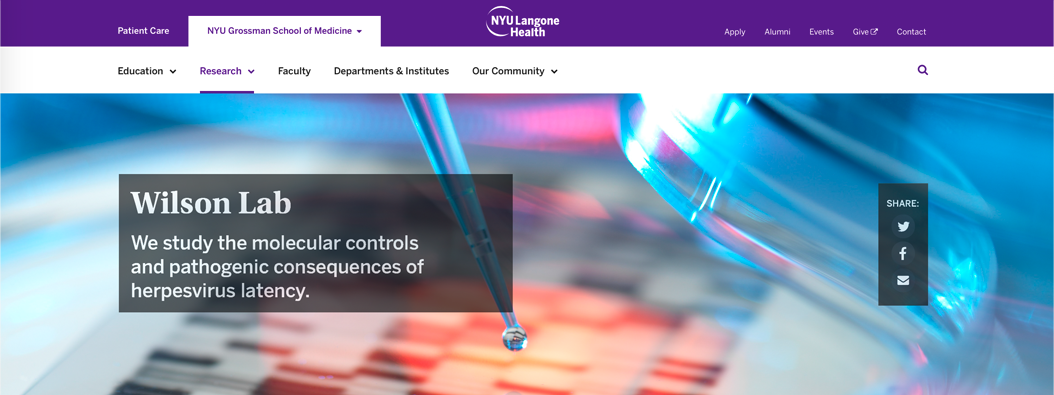 Patient Care
NYU Grossman School of Medicine
NYU Langone
Health
Apply
Alumni
Events
Give
Contact
Education
Research
Faculty
Departments & Institutes
Our Community
Wilson Lab
We study the molecular controls
and pathogenic consequences of
herpesvirus latency.
SHARE: